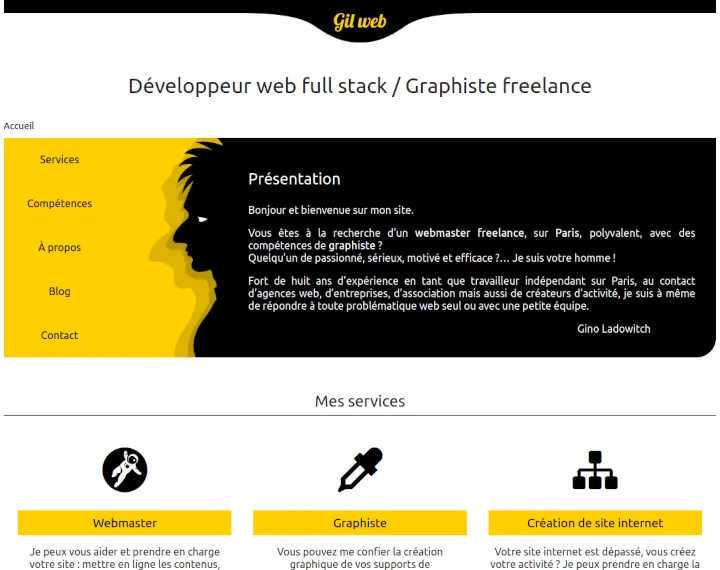 Gil web
Développeur web full stack / Graphiste freelance
Accueil
Services
Compétences
À propos
Blog
Contact
Présentation
Bonjour et bienvenue sur mon site.
Vous êtes à la recherche d’un webmaster freelance, sur Paris, polyvalent, avec des
compétences de graphiste ?
Quelqu’un de passionné, sérieux, motivé et efficace ?… Je suis votre homme !
Fort de huit ans d’expérience en tant que travailleur indépendant sur Paris, au contact
d’agences web, d’entreprises, d’association mais aussi de créateurs d’activité, je suis à même
de répondre à toute problématique web seul ou avec une petite équipe.
Gino Ladowitch
Mes services
Webmaster
Je peux vous aider et prendre en charge
votre site : mettre en ligne les contenus,
Graphiste
Vous pouvez me confier la création
graphique de vos supports de
Création de site internet
Votre site internet est dépassé, vous créez
votre activité ? Je peux prendre en charge la